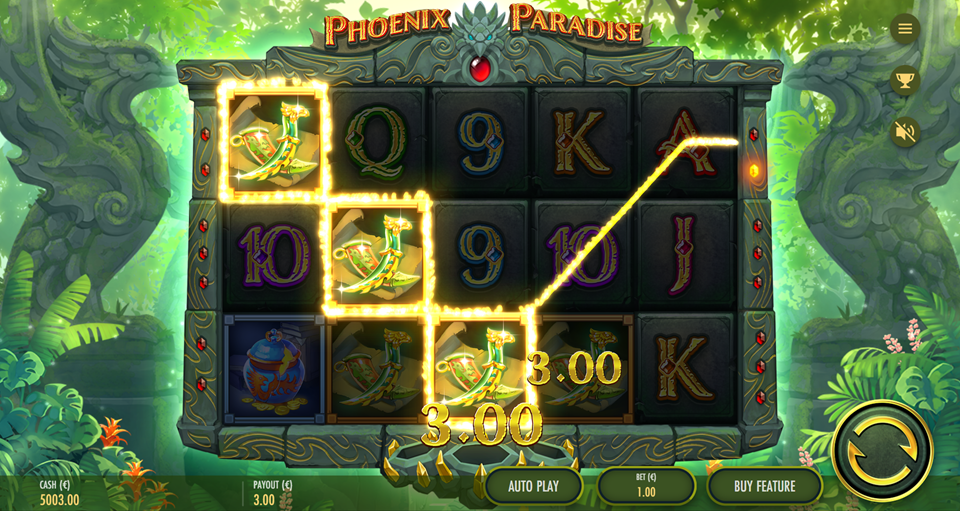 PHOENIX PARADISE
Q 9 K A
10 9 10 J
3.00
K
3.00
CASH (€)
5003.00
PAYOUT (€)
3.00
AUTO PLAY
BET (€)
1.00
BUY FEATURE